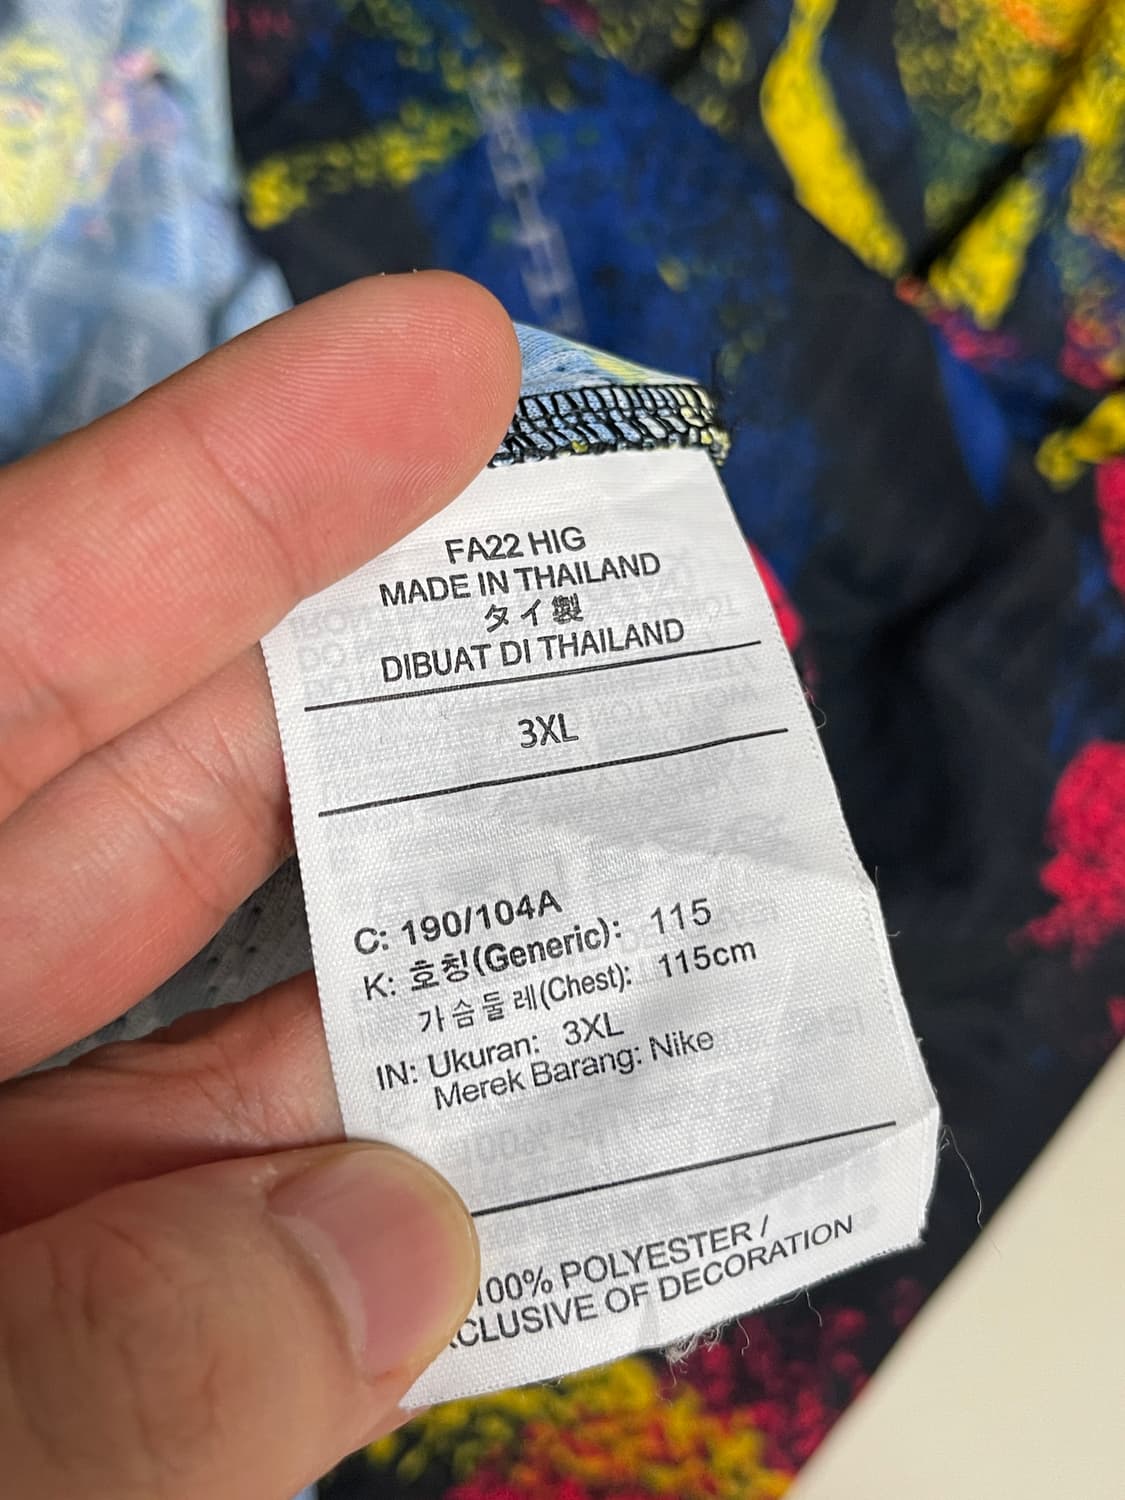 FA22 HIG
MADE IN THAILAND
タイ製
DIBUAT DI THAILAND
3XL
C: 190/104A
K: 호칭(Generic): 115
가슴둘레(Chest): 115cm
IN: Ukuran: 3XL
Merek Barang: Nike
100% POLYESTER /
CLUSIVE OF DECORATION